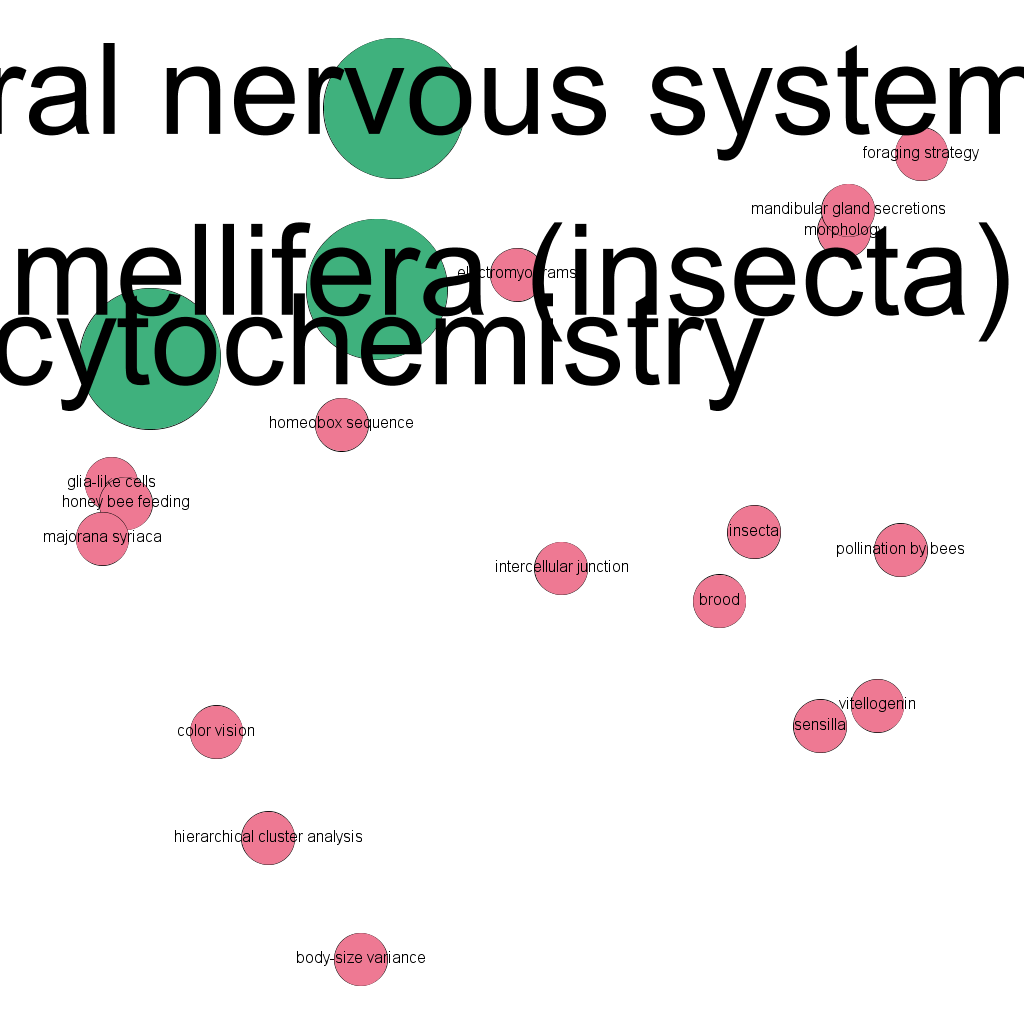 ral nervous system
foraging strategy
mandibular gland secretions
morphology
mellifera (insecta)
electromyograms
cytochemistry
homeobox sequence
glia-like cells
honey bee feeding
majorana syriaca
insecta
pollination by bees
intercellular junction
brood
vitellogenin
sensilla
color vision
hierarchical cluster analysis
body-size variance